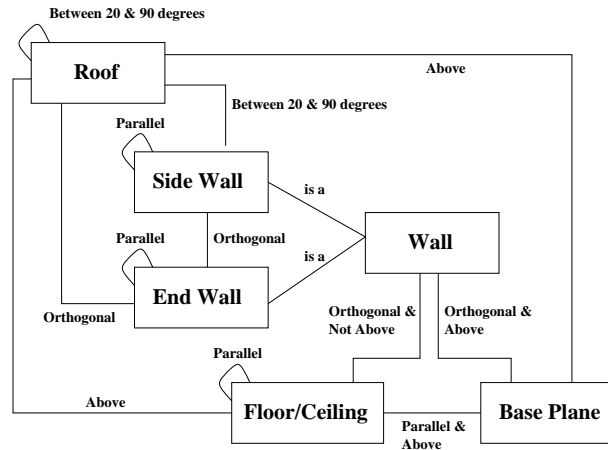 Between 20 & 90 degrees
Roof
Above
Between 20 & 90 degrees
Parallel
Side Wall
is a
Parallel
Orthogonal
Wall
is a
End Wall
Orthogonal
Orthogonal &
Not Above
Orthogonal &
Above
Parallel
Above
Floor/Ceiling
Base Plane
Parallel &
Above